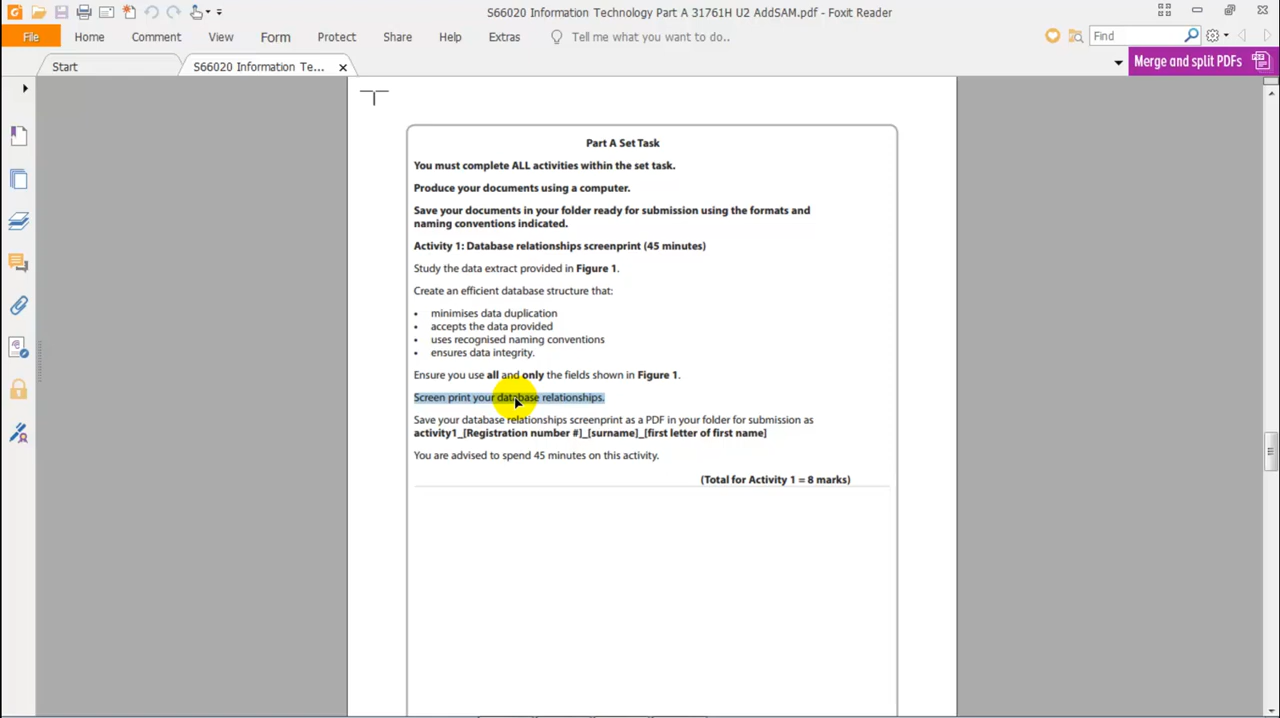 S66020 Information Technology Part A 31761H U2 AddSAM.pdf - Foxit Reader
File Home Comment View Form Protect Share Help Extras Tell me what you want to do.. Find
Start S66020 Information Te... Merge and split PDFs
Part A Set Task
You must complete ALL activities within the set task.
Produce your documents using a computer.
Save your documents in your folder ready for submission using the formats and
naming conventions indicated.
Activity 1: Database relationships screenprint (45 minutes)
Study the data extract provided in Figure 1.
Create an efficient database structure that:
• minimises data duplication
• accepts the data provided
• uses recognised naming conventions
• ensures data integrity.
Ensure you use all and only the fields shown in Figure 1.
Screen print your database relationships.
Save your database relationships screenprint as a PDF in your folder for submission as
activity1_[Registration number #]_[surname]_[first letter of first name]
You are advised to spend 45 minutes on this activity.
(Total for Activity 1 = 8 marks)